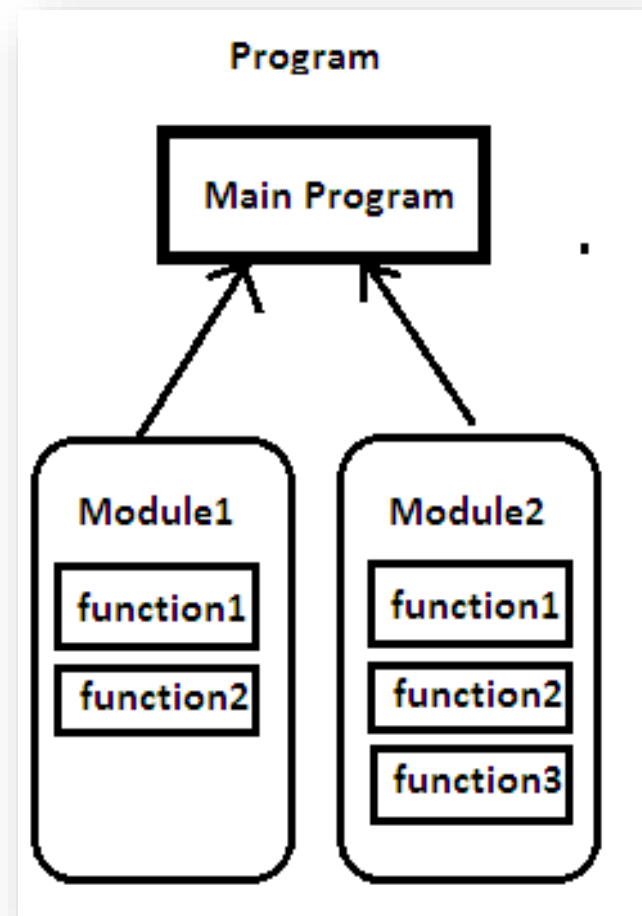 Program
Main Program
Module1
function1
function2
Module2
function1
function2
function3